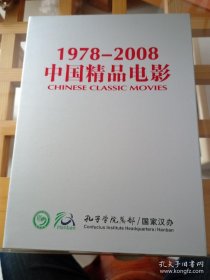 1978-2008
中国精品电影
CHINESE CLASSIC MOVIES
HANBAN
孔子学院总部/国家汉办
Confucius Institute Headquarters/Hanban
孔夫子旧书网